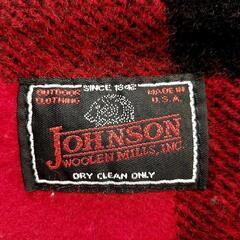 SINCE 1842
OUTDOOR CLOTHING
MADE IN U.S.A.
JOHNSON
WOOLEN MILLS, INC.
DRY CLEAN ONLY